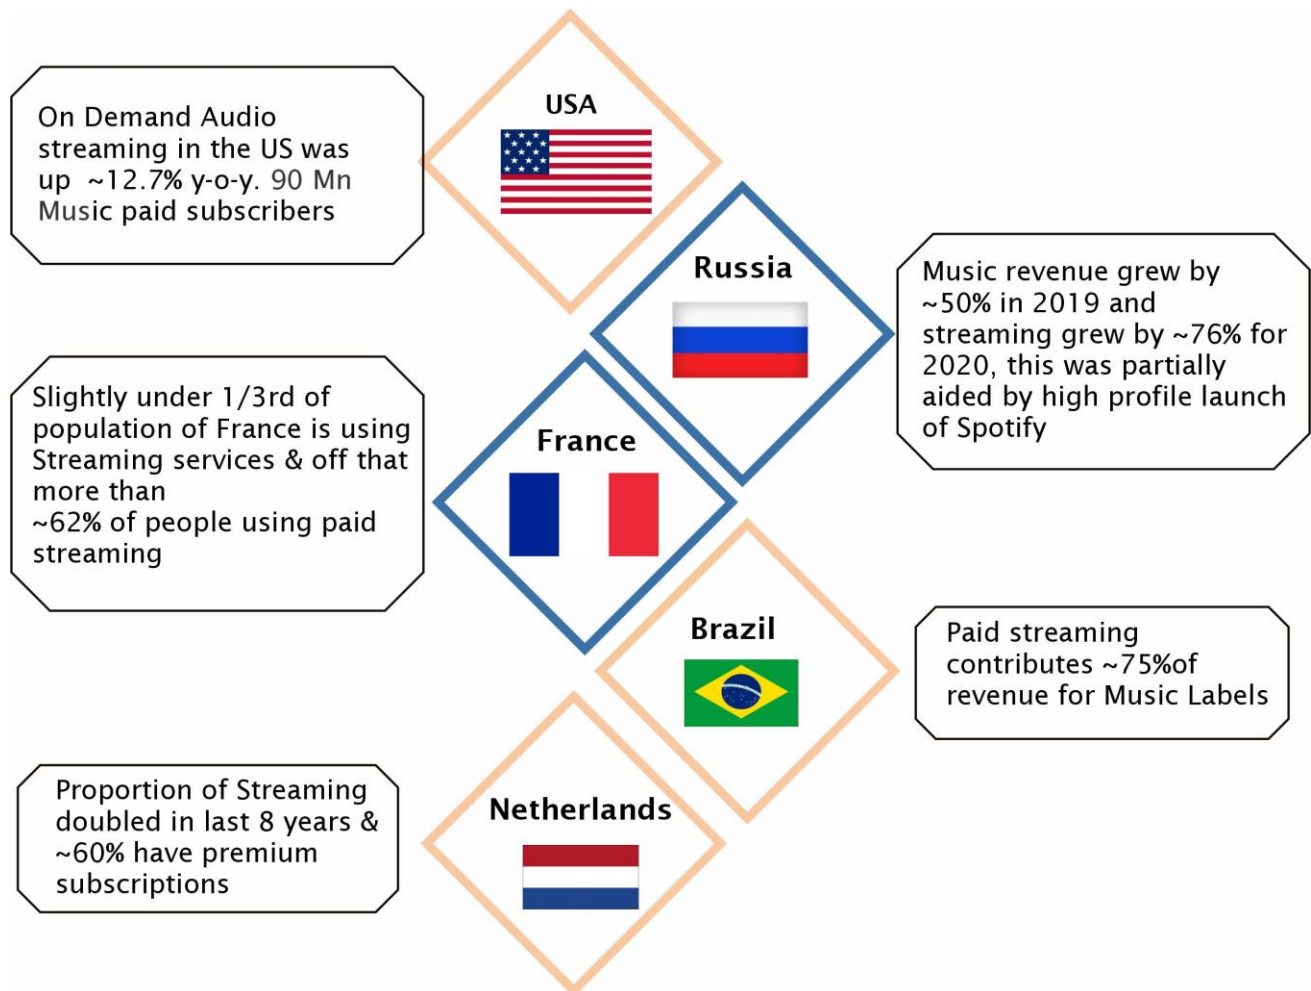 USA
On Demand Audio
streaming in the US was
up ~12.7% y-o-y. 90 Mn
Music paid subscribers
Russia
Music revenue grew by
~50% in 2019 and
streaming grew by ~76% for
2020, this was partially
aided by high profile launch
of Spotify
France
Slightly under 1/3rd of
population of France is using
Streaming services & off that
more than
~62% of people using paid
streaming
Brazil
Paid streaming
contributes ~75%of
revenue for Music Labels
Netherlands
Proportion of Streaming
doubled in last 8 years &
~60% have premium
subscriptions